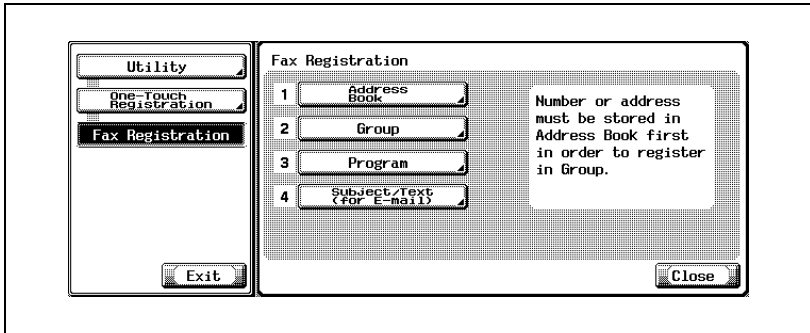 Utility
One-Touch
Registration
Fax Registration
Exit
Fax Registration
1 Address
Book
2 Group
3 Program
4 Subject/Text
(for E-mail)
Number or address
must be stored in
Address Book first
in order to register
in Group.
Close